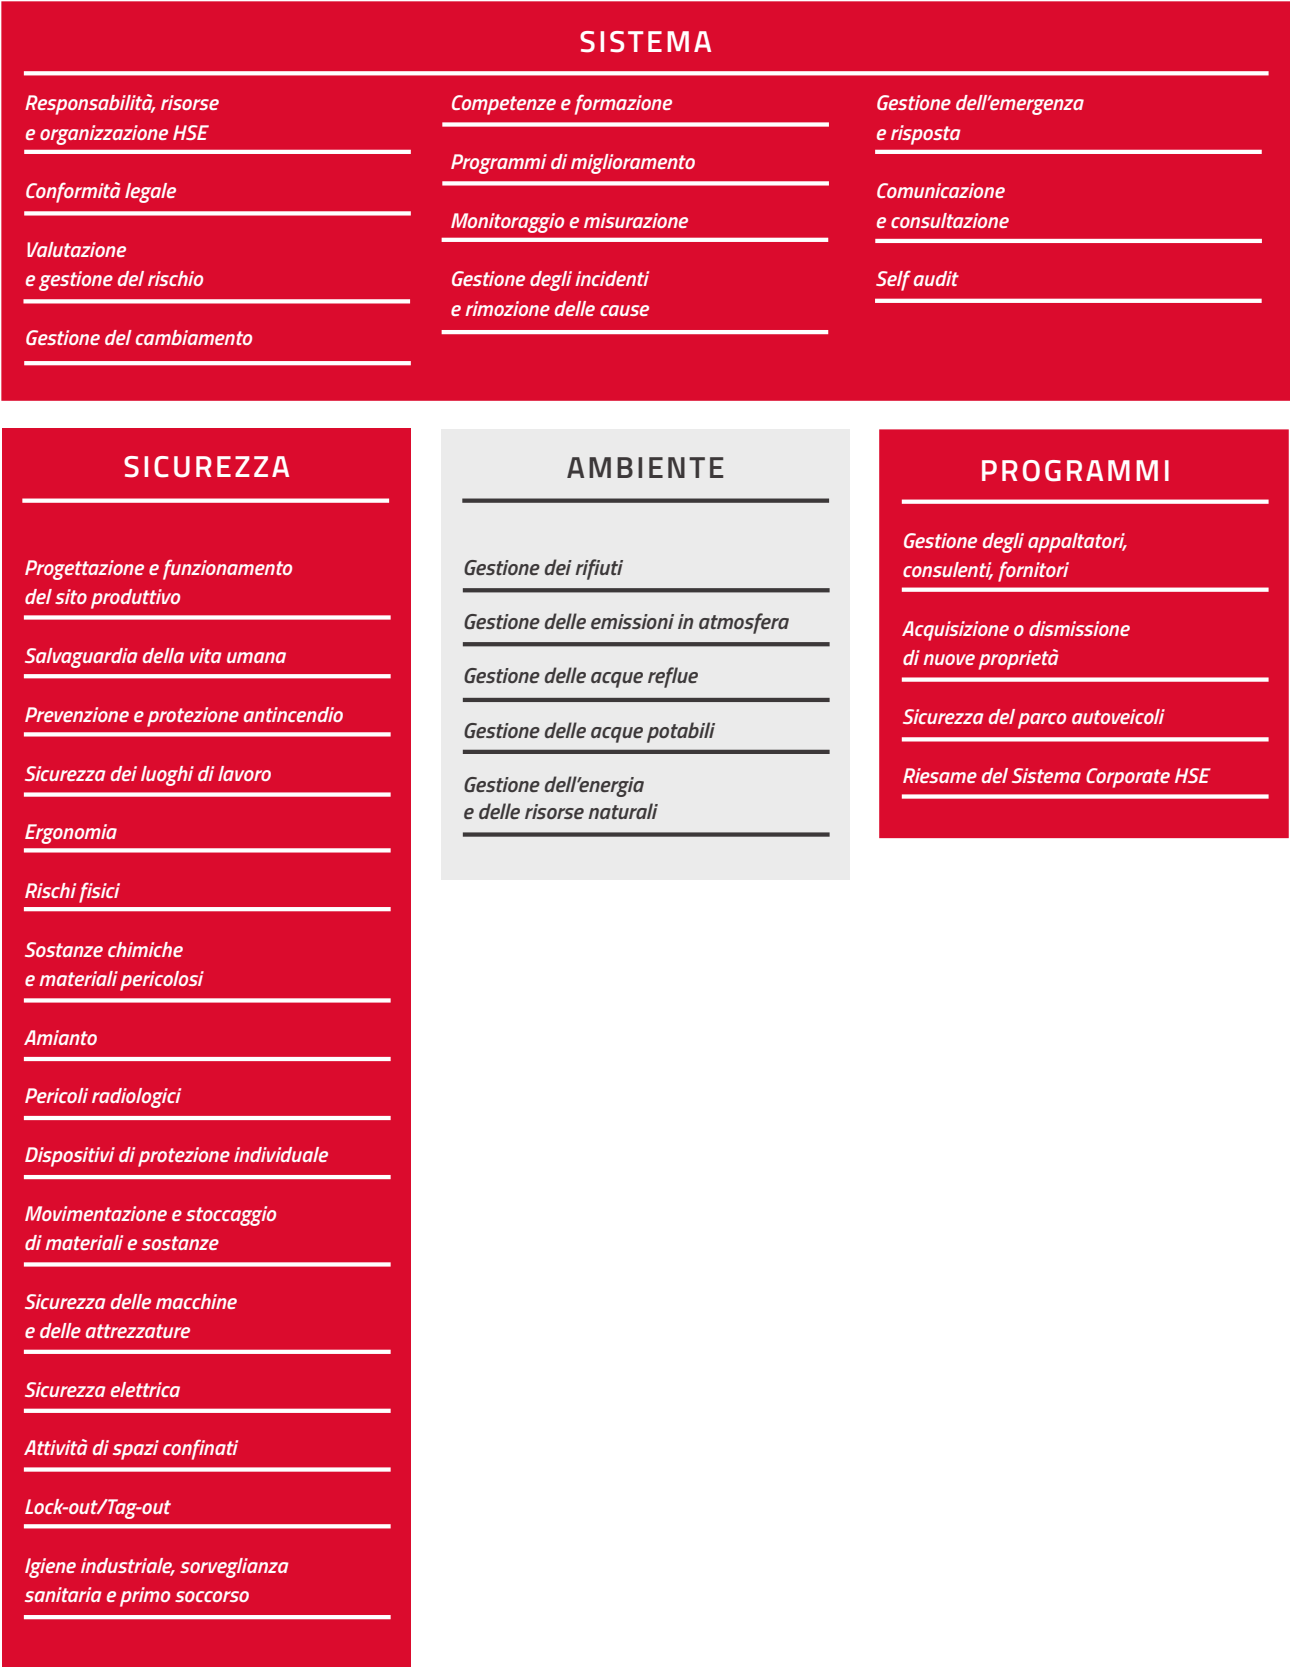 SISTEMA
Responsabilità, risorse
e organizzazione HSE
Conformità legale
Valutazione
e gestione del rischio
Gestione del cambiamento
Competenze e formazione
Programmi di miglioramento
Monitoraggio e misurazione
Gestione degli incidenti
e rimozione delle cause
Gestione dell'emergenza
e risposta
Comunicazione
e consultazione
Self audit
SICUREZZA
Progettazione e funzionamento
del sito produttivo
Salvaguardia della vita umana
Prevenzione e protezione antincendio
Sicurezza dei luoghi di lavoro
Ergonomia
Rischi fisici
Sostanze chimiche
e materiali pericolosi
Amianto
Pericoli radiologici
Dispositivi di protezione individuale
Movimentazione e stoccaggio
di materiali e sostanze
Sicurezza delle macchine
e delle attrezzature
Sicurezza elettrica
Attività di spazi confinati
Lock-out/Tag-out
Igiene industriale, sorveglianza
sanitaria e primo soccorso
AMBIENTE
Gestione dei rifiuti
Gestione delle emissioni in atmosfera
Gestione delle acque reflue
Gestione delle acque potabili
Gestione dell'energia
e delle risorse naturali
PROGRAMMI
Gestione degli appaltatori,
consulenti, fornitori
Acquisizione o dismissione
di nuove proprietà
Sicurezza del parco autoveicoli
Riesame del Sistema Corporate HSE